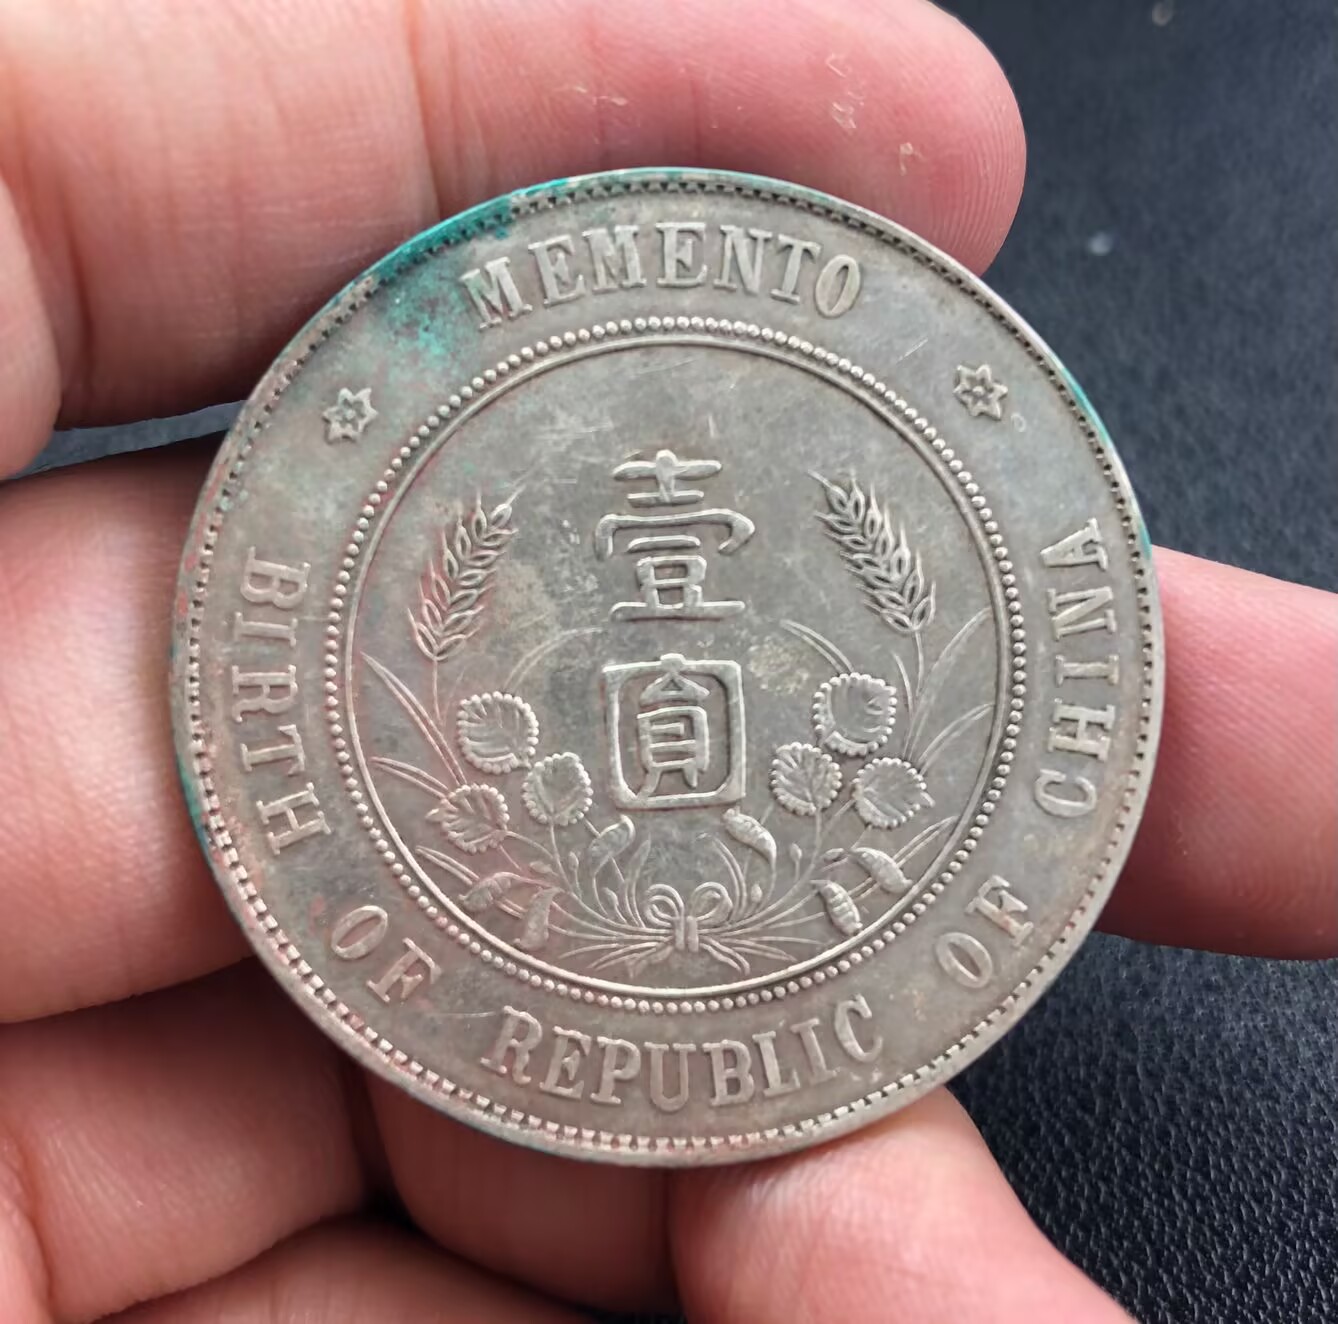 MEMENTO
壹
圓
BIRTH OF REPUBLIC OF CHINA